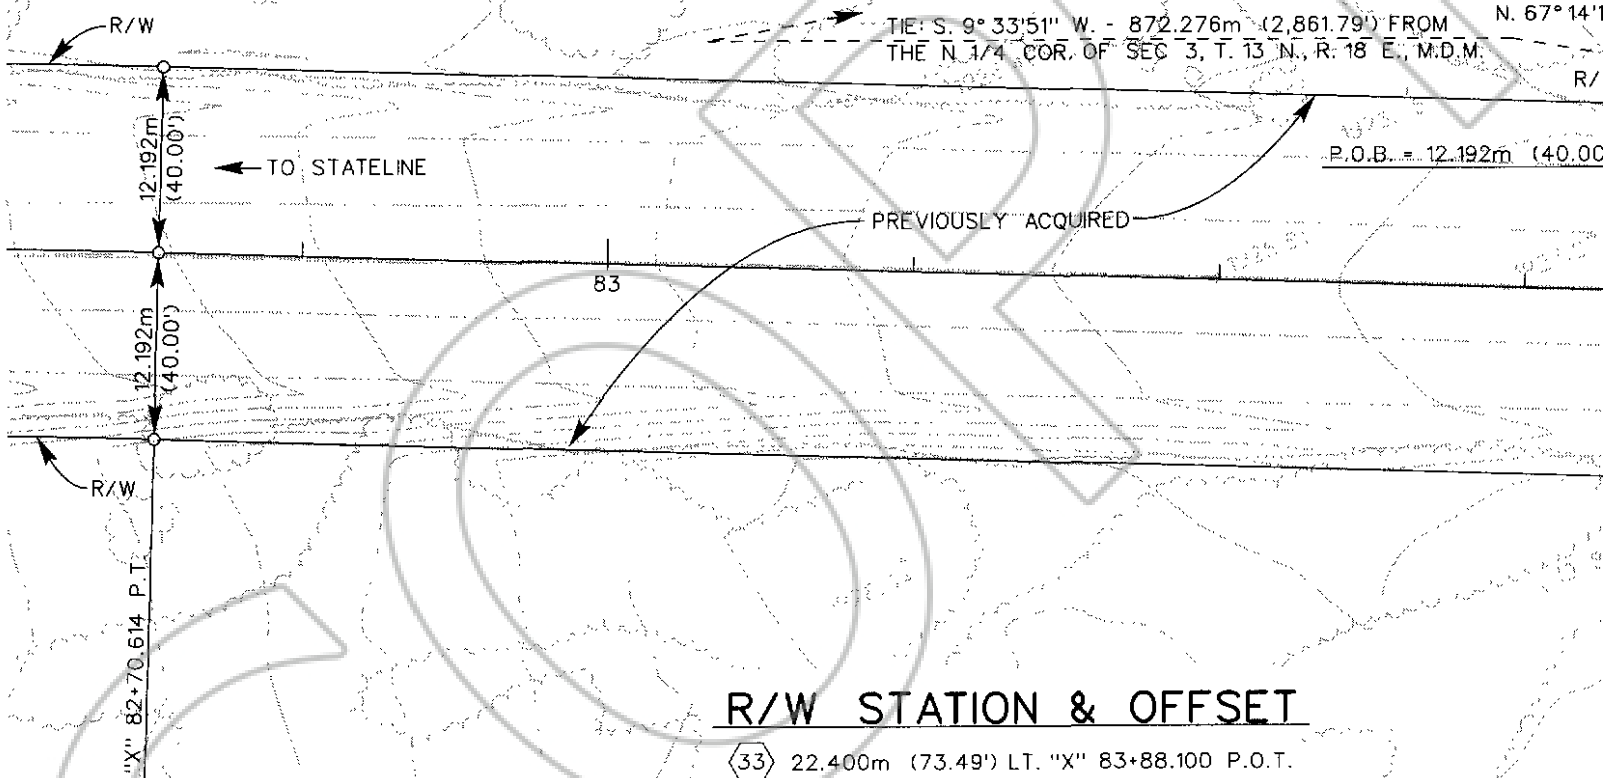 R/W
TIE: S. 9° 33'51" W. - 872.276m (2,861.79') FROM
THE N 1/4 COR. OF SEC 3, T. 13 N., R. 18 E., M.D.M.
N. 67° 14'1
R/
12.192m
(40.00')
TO STATELINE
P.O.B. = 12.192m (40.00
PREVIOUSLY ACQUIRED
83
12.192m
(40.00')
R/W
"X" 82+70.614 P.T.
R/W STATION & OFFSET
33 22.400m (73.49') LT. "X" 83+88.100 P.O.T.